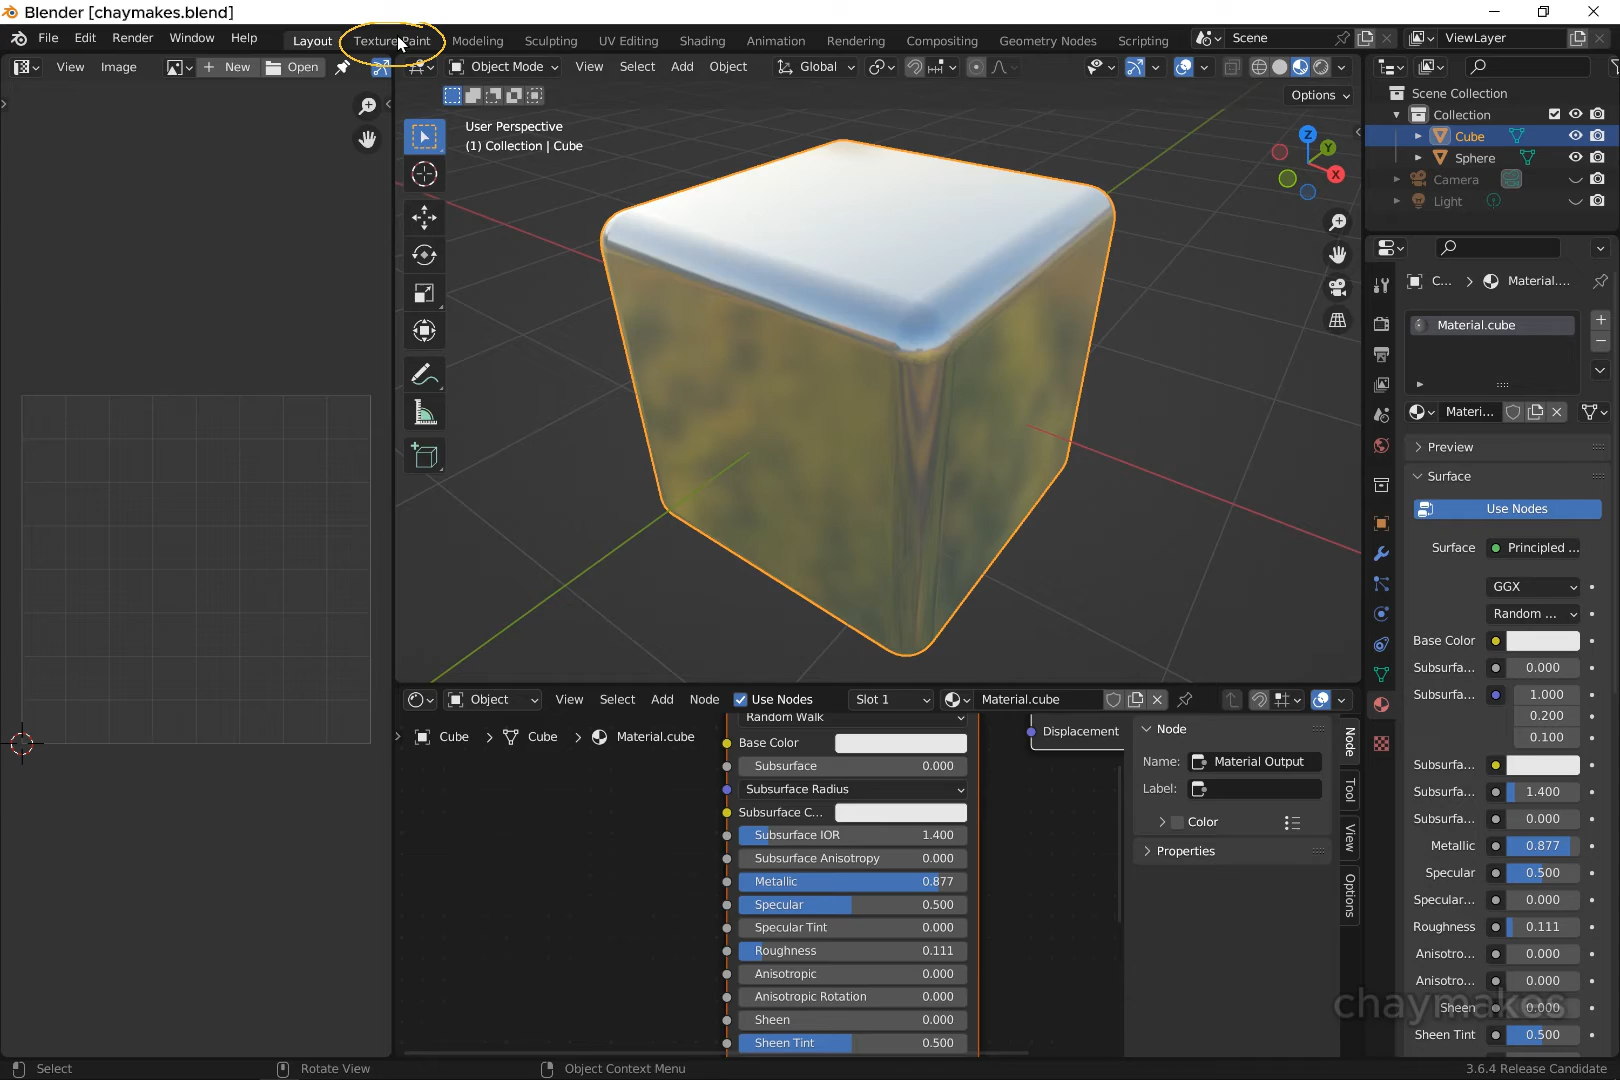 Blender [chaymakes.blend]
File Edit Render Window Help Layout Texture Paint Modeling Sculpting UV Editing Shading Animation Rendering Compositing Geometry Nodes Scripting Scene ViewLayer
View Image New Open Object Mode View Select Add Object Global
Options
User Perspective
(1) Collection | Cube
Z
Y
X
Scene Collection
Collection
Cube
Sphere
Camera
Light
C... Material....
Material.cube
Materi...
Preview
Surface
Use Nodes
Surface Principled ...
GGX
Random ...
Base Color
Subsurfa... 0.000
Subsurfa... 1.000
0.200
0.100
Subsurfa...
Subsurfa... 1.400
Subsurfa... 0.000
Metallic 0.877
Specular 0.500
Specular... 0.000
Roughness 0.111
Anisotro... 0.000
Anisotro... 0.000
Sheen 0.000
Sheen Tint 0.500
Object View Select Add Node Use Nodes Slot 1 Material.cube
Cube Cube Material.cube
Random Walk
Base Color
Subsurface 0.000
Subsurface Radius
Subsurface C...
Subsurface IOR 1.400
Subsurface Anisotropy 0.000
Metallic 0.877
Specular 0.500
Specular Tint 0.000
Roughness 0.111
Anisotropic 0.000
Anisotropic Rotation 0.000
Sheen 0.000
Sheen Tint 0.500
Displacement
Node
Name: Material Output
Label:
Color
Properties
Node
Tool
View
Options
chaymakes
Select Rotate View Object Context Menu 3.6.4 Release Candidate